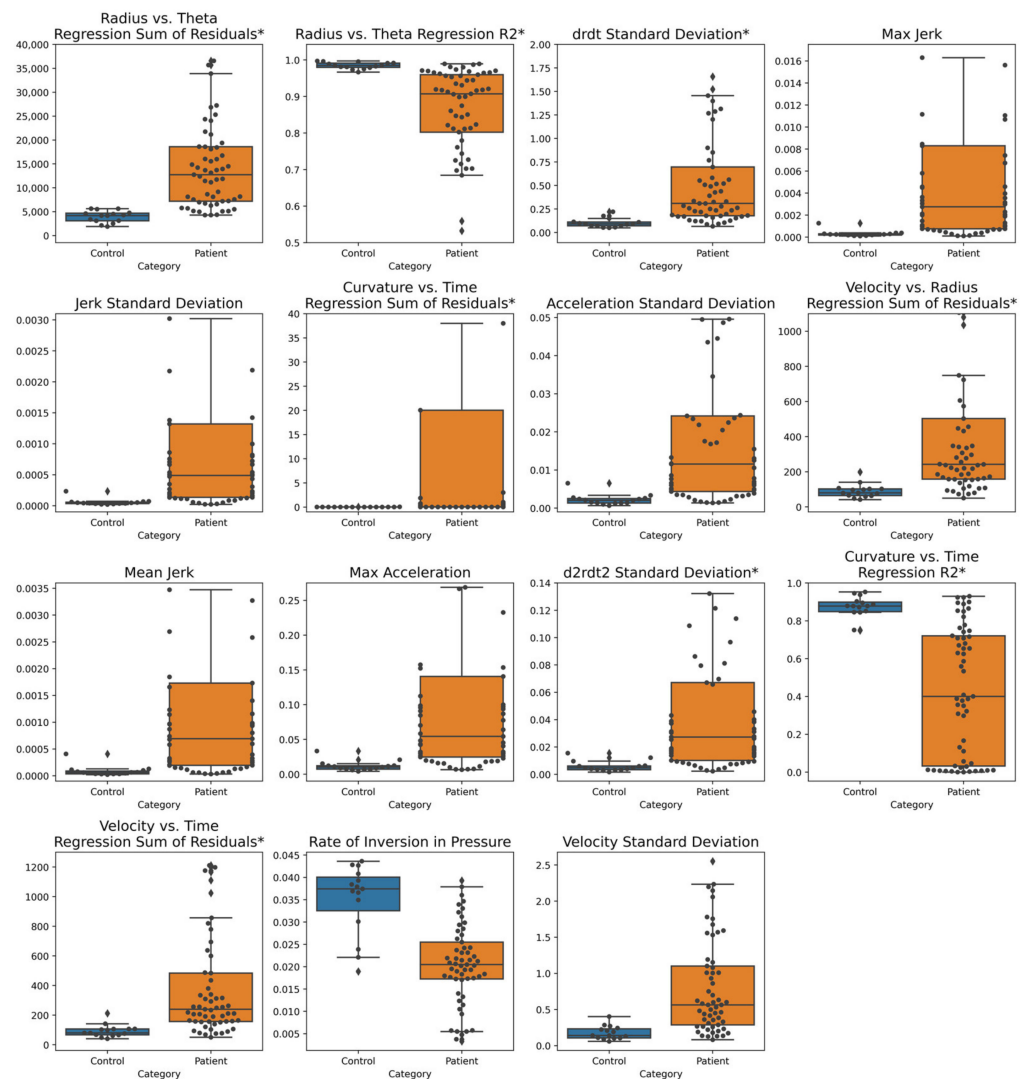 Radius vs. Theta
Regression Sum of Residuals*
40,000
35,000
30,000
25,000
20,000
15,000
10,000
5,000
0
Control
Patient
Category
Radius vs. Theta Regression R2*
1.0
0.9
0.8
0.7
0.6
0.5
Control
Patient
Category
drdt Standard Deviation*
2.00
1.75
1.50
1.25
1.00
0.75
0.50
0.25
0.00
Control
Patient
Category
Max Jerk
0.016
0.014
0.012
0.010
0.008
0.006
0.004
0.002
0.000
Control
Patient
Category
Jerk Standard Deviation
0.0030
0.0025
0.0020
0.0015
0.0010
0.0005
0.0000
Control
Patient
Category
Curvature vs. Time
Regression Sum of Residuals*
40
35
30
25
20
15
10
5
0
Control
Patient
Category
Acceleration Standard Deviation
0.05
0.04
0.03
0.02
0.01
0.00
Control
Patient
Category
Velocity vs. Radius
Regression Sum of Residuals*
1000
800
600
400
200
0
Control
Patient
Category
Mean Jerk
0.0035
0.0030
0.0025
0.0020
0.0015
0.0010
0.0005
0.0000
Control
Patient
Category
Max Acceleration
0.25
0.20
0.15
0.10
0.05
0.00
Control
Patient
Category
d2rdt2 Standard Deviation*
0.14
0.12
0.10
0.08
0.06
0.04
0.02
0.00
Control
Patient
Category
Curvature vs. Time
Regression R2*
1.0
0.8
0.6
0.4
0.2
0.0
Control
Patient
Category
Velocity vs. Time
Regression Sum of Residuals*
1200
1000
800
600
400
200
0
Control
Patient
Category
Rate of Inversion in Pressure
0.045
0.040
0.035
0.030
0.025
0.020
0.015
0.010
0.005
Control
Patient
Category
Velocity Standard Deviation
2.5
2.0
1.5
1.0
0.5
0.0
Control
Patient
Category